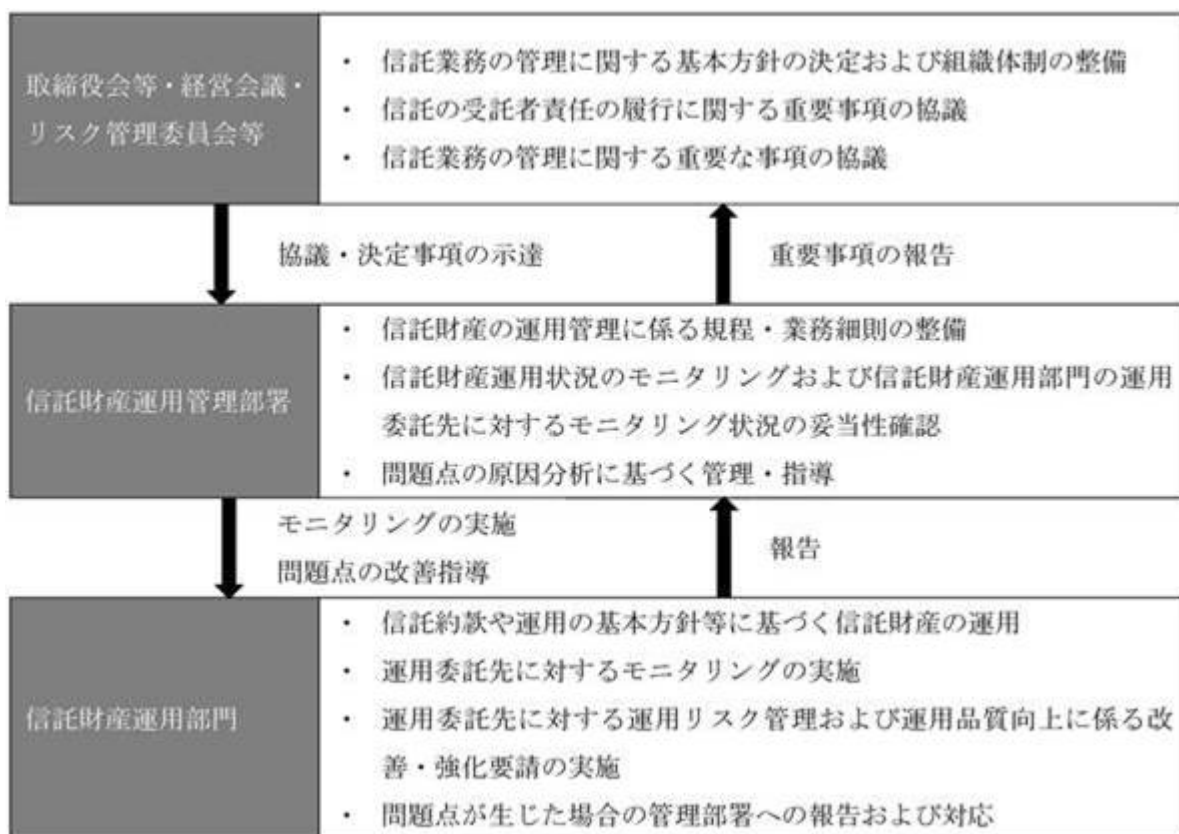 取締役会等・経営会議・
リスク管理委員会等
・ 信託業務の管理に関する基本方針の決定および組織体制の整備
・ 信託の受託者責任の履行に関する重要事項の協議
・ 信託業務の管理に関する重要な事項の協議
協議・決定事項の示達
重要事項の報告
信託財産運用管理部署
・ 信託財産の運用管理に係る規程・業務細則の整備
・ 信託財産運用状況のモニタリングおよび信託財産運用部門の運用
委託先に対するモニタリング状況の妥当性確認
・ 問題点の原因分析に基づく管理・指導
モニタリングの実施
問題点の改善指導
報告
信託財産運用部門
・ 信託約款や運用の基本方針等に基づく信託財産の運用
・ 運用委託先に対するモニタリングの実施
・ 運用委託先に対する運用リスク管理および運用品質向上に係る改
善・強化要請の実施
・ 問題点が生じた場合の管理部署への報告および対応